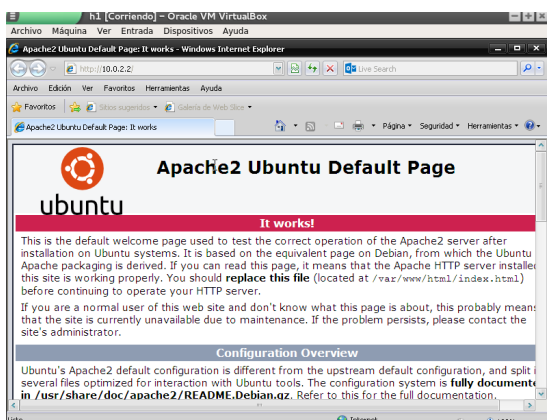 h1 [Corriendo] - Oracle VM VirtualBox
Archivo Máquina Ver Entrada Dispositivos Ayuda
Apache2 Ubuntu Default Page: It works - Windows Internet Explorer
http://10.0.2.2/ Live Search
Archivo Edición Ver Favoritos Herramientas Ayuda
Favoritos Sitios sugeridos Galería de Web Slice
Apache2 Ubuntu Default Page: It works Página Seguridad Herramientas
Apache2 Ubuntu Default Page
ubuntu
It works!
This is the default welcome page used to test the correct operation of the Apache2 server after
installation on Ubuntu systems. It is based on the equivalent page on Debian, from which the Ubuntu
Apache packaging is derived. If you can read this page, it means that the Apache HTTP server installed
this site is working properly. You should replace this file (located at /var/www/html/index.html)
before continuing to operate your HTTP server.
If you are a normal user of this web site and don't know what this page is about, this probably means
that the site is currently unavailable due to maintenance. If the problem persists, please contact the
site's administrator.
Configuration Overview
Ubuntu's Apache2 default configuration is different from the upstream default configuration, and split i
several files optimized for interaction with Ubuntu tools. The configuration system is fully documente
in /usr/share/doc/apache2/README.Debian.gz. Refer to this for the full documentation.